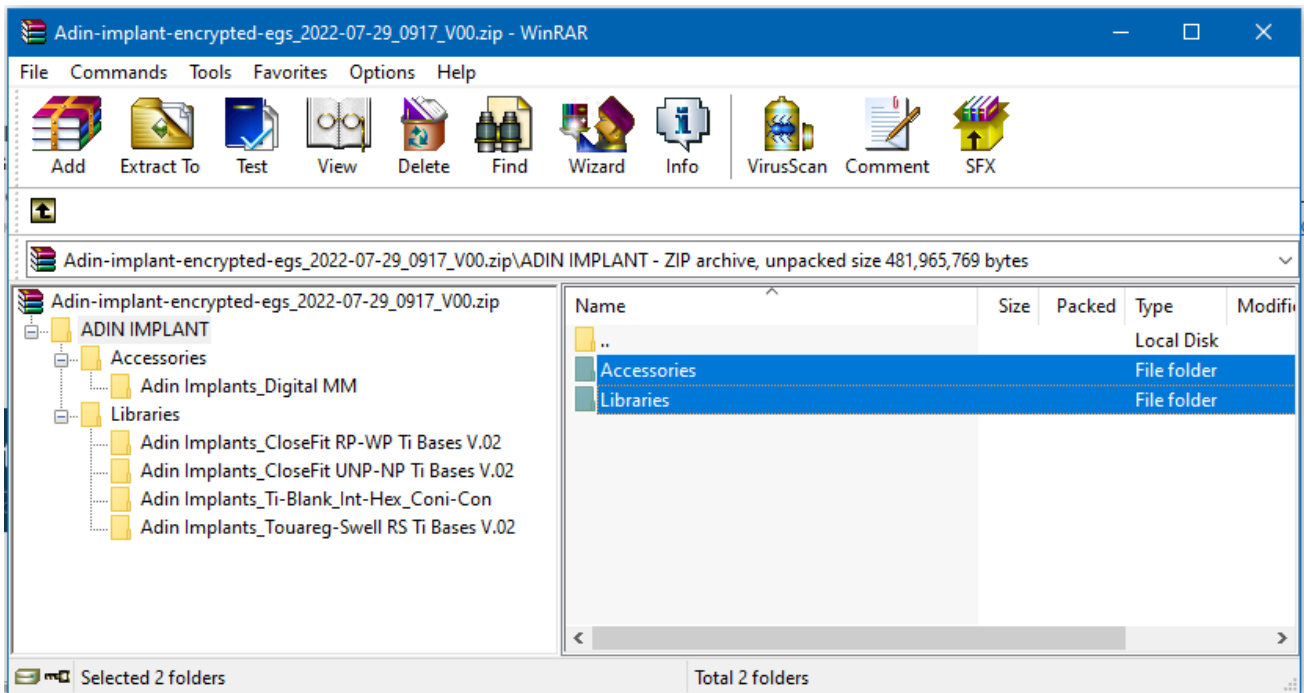 Adin-implant-encrypted-egs_2022-07-29_0917_V00.zip - WinRAR
File Commands Tools Favorites Options Help
Add Extract To Test View Delete Find Wizard Info VirusScan Comment SFX
Adin-implant-encrypted-egs_2022-07-29_0917_V00.zip\ADIN IMPLANT - ZIP archive, unpacked size 481,965,769 bytes
Adin-implant-encrypted-egs_2022-07-29_0917_V00.zip
ADIN IMPLANT
Accessories
Adin Implants_Digital MM
Libraries
Adin Implants_CloseFit RP-WP Ti Bases V.02
Adin Implants_CloseFit UNP-NP Ti Bases V.02
Adin Implants_Ti-Blank_Int-Hex_Coni-Con
Adin Implants_Touareg-Swell RS Ti Bases V.02
Name Size Packed Type Modifi
.. Local Disk
Accessories File folder
Libraries File folder
Selected 2 folders Total 2 folders